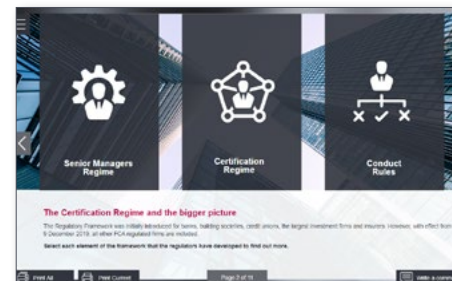 Senior Managers
Regime
Certification
Regime
Conduct
Rules
The Certification Regime and the bigger picture
The Regulatory Framework was initially introduced for banks, building societies, credit unions, the largest investment firms and insurers. However, with effect from
9 December 2019, all other FCA regulated firms are included.
Select each element of the framework that the regulators have developed to find out more.
Print All
Print Current
Page 2 of 11
Write a comm